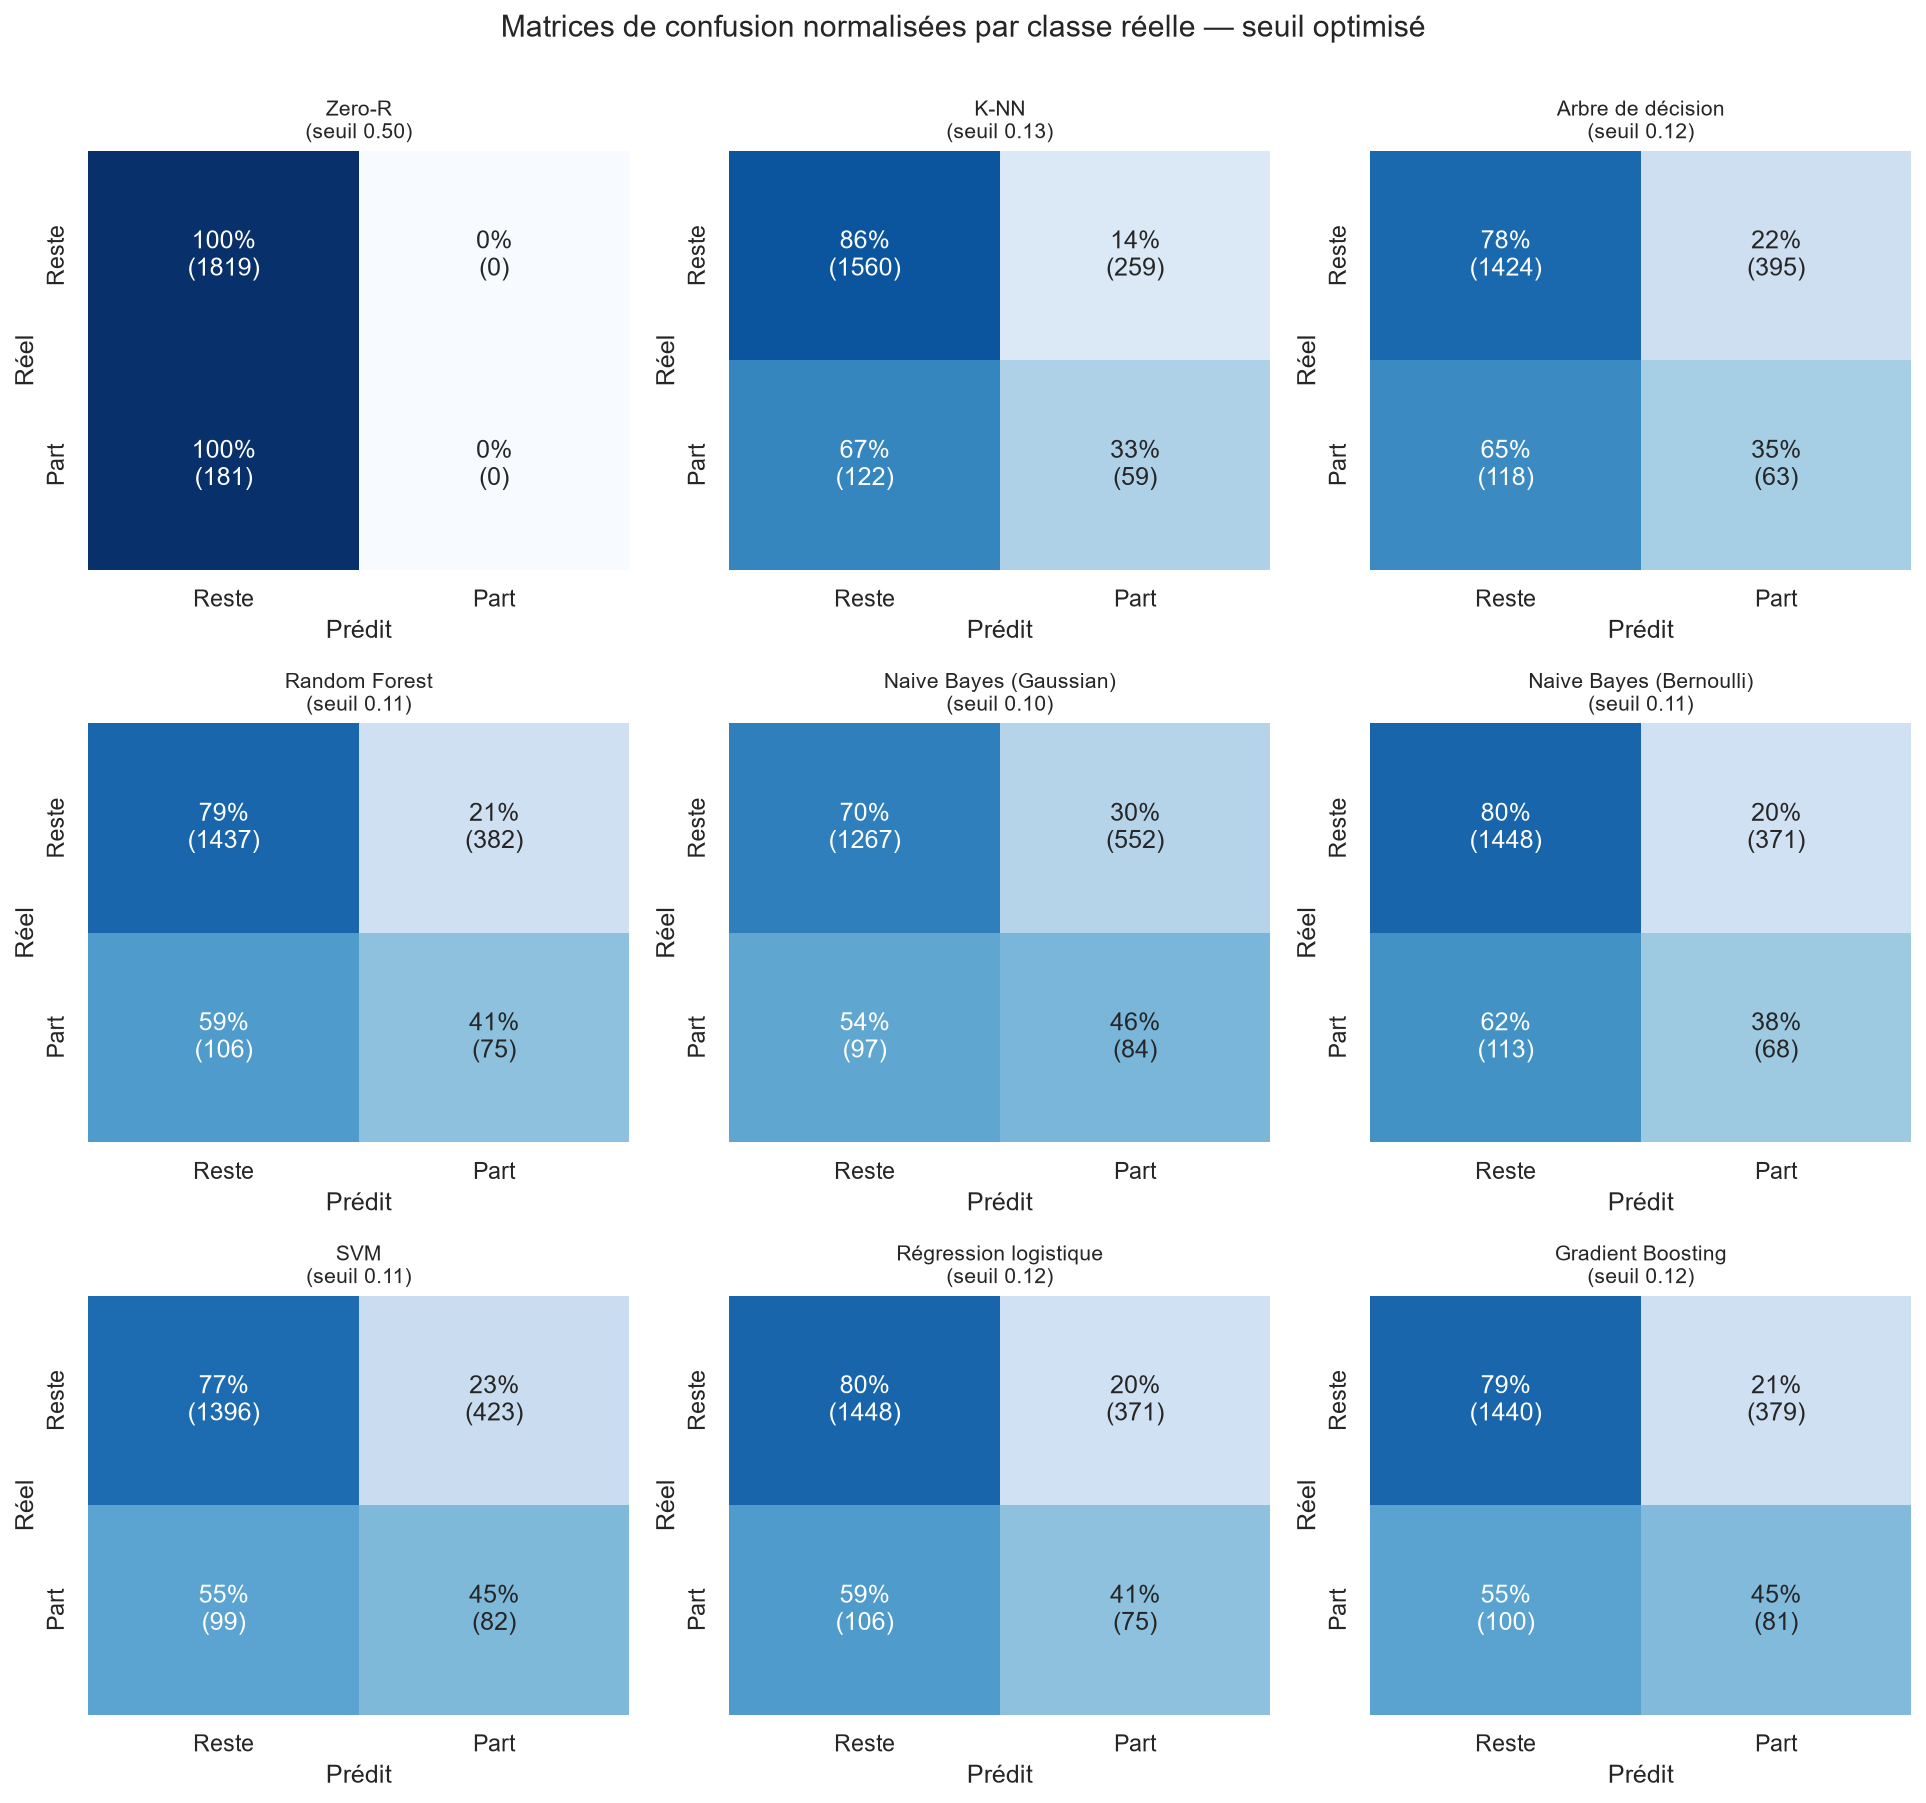 Matrices de confusion normalisées par classe réelle — seuil optimisé
Zero-R
(seuil 0.50)
Réel
Reste
Part
100%
(1819)
0%
(0)
100%
(181)
0%
(0)
Reste
Part
Prédit
K-NN
(seuil 0.13)
Réel
Reste
Part
86%
(1560)
14%
(259)
67%
(122)
33%
(59)
Reste
Part
Prédit
Arbre de décision
(seuil 0.12)
Réel
Reste
Part
78%
(1424)
22%
(395)
65%
(118)
35%
(63)
Reste
Part
Prédit
Random Forest
(seuil 0.11)
Réel
Reste
Part
79%
(1437)
21%
(382)
59%
(106)
41%
(75)
Reste
Part
Prédit
Naive Bayes (Gaussian)
(seuil 0.10)
Réel
Reste
Part
70%
(1267)
30%
(552)
54%
(97)
46%
(84)
Reste
Part
Prédit
Naive Bayes (Bernoulli)
(seuil 0.11)
Réel
Reste
Part
80%
(1448)
20%
(371)
62%
(113)
38%
(68)
Reste
Part
Prédit
SVM
(seuil 0.11)
Réel
Reste
Part
77%
(1396)
23%
(423)
55%
(99)
45%
(82)
Reste
Part
Prédit
Régression logistique
(seuil 0.12)
Réel
Reste
Part
80%
(1448)
20%
(371)
59%
(106)
41%
(75)
Reste
Part
Prédit
Gradient Boosting
(seuil 0.12)
Réel
Reste
Part
79%
(1440)
21%
(379)
55%
(100)
45%
(81)
Reste
Part
Prédit